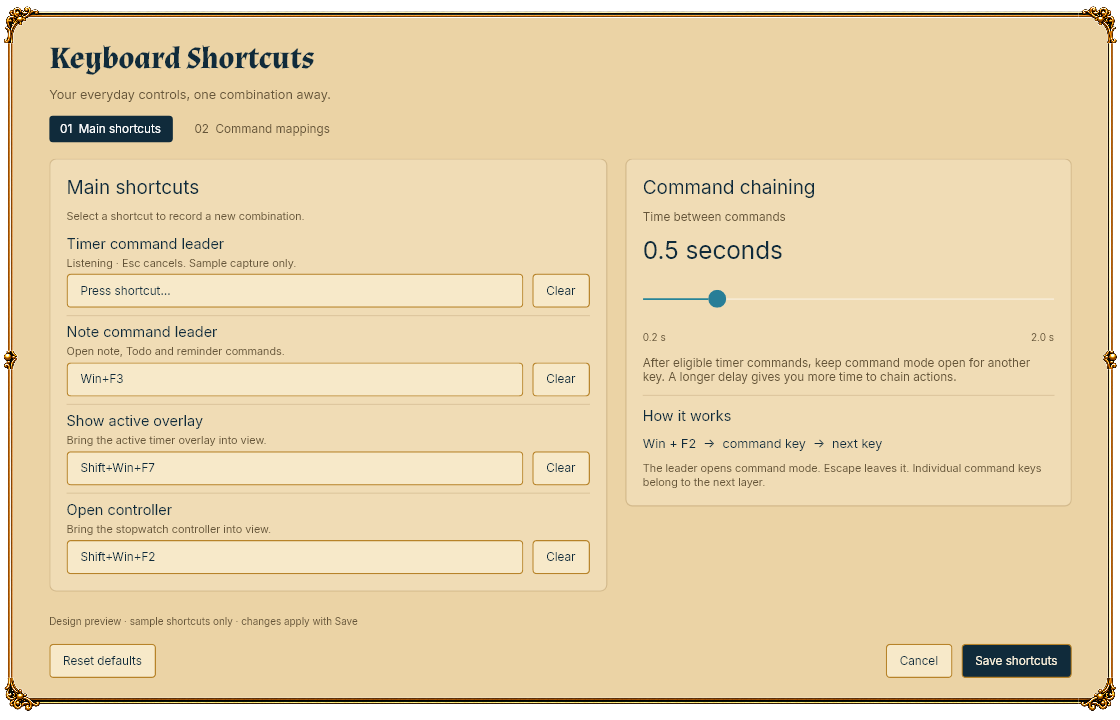 Keyboard Shortcuts
Your everyday controls, one combination away.
01 Main shortcuts
02 Command mappings
Main shortcuts
Select a shortcut to record a new combination.
Timer command leader
Listening · Esc cancels. Sample capture only.
Press shortcut...
Clear
Note command leader
Open note, Todo and reminder commands.
Win+F3
Clear
Show active overlay
Bring the active timer overlay into view.
Shift+Win+F7
Clear
Open controller
Bring the stopwatch controller into view.
Shift+Win+F2
Clear
Command chaining
Time between commands
0.5 seconds
0.2 s
2.0 s
After eligible timer commands, keep command mode open for another
key. A longer delay gives you more time to chain actions.
How it works
Win + F2 → command key → next key
The leader opens command mode. Escape leaves it. Individual command keys
belong to the next layer.
Design preview · sample shortcuts only · changes apply with Save
Reset defaults
Cancel
Save shortcuts